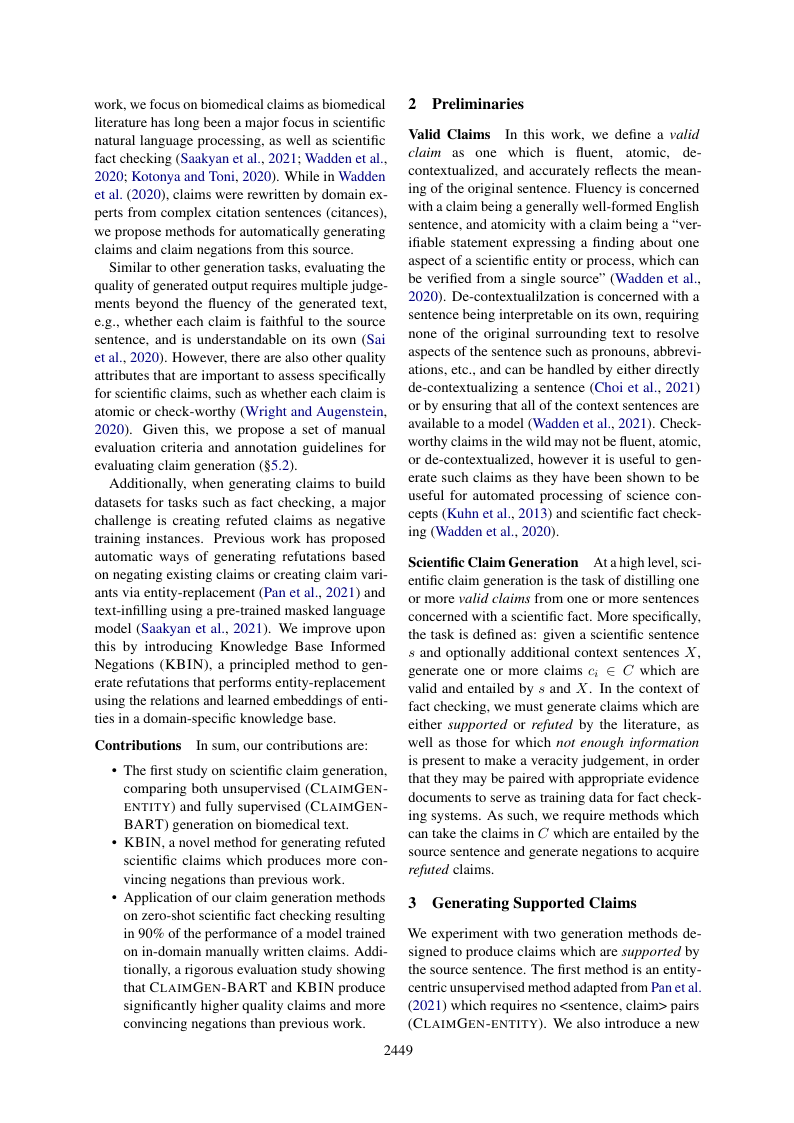 work, we focus on biomedical claims as biomedical
literature has long been a major focus in scientific
natural language processing, as well as scientific
fact checking (Saakyan et al., 2021; Wadden et al.,
2020; Kotonya and Toni, 2020). While in Wadden
et al. (2020), claims were rewritten by domain ex-
perts from complex citation sentences (citances),
we propose methods for automatically generating
claims and claim negations from this source.
Similar to other generation tasks, evaluating the
quality of generated output requires multiple judge-
ments beyond the fluency of the generated text,
e.g., whether each claim is faithful to the source
sentence, and is understandable on its own (Sai
et al., 2020). However, there are also other quality
attributes that are important to assess specifically
for scientific claims, such as whether each claim is
atomic or check-worthy (Wright and Augenstein,
2020). Given this, we propose a set of manual
evaluation criteria and annotation guidelines for
evaluating claim generation (§5.2).
Additionally, when generating claims to build
datasets for tasks such as fact checking, a major
challenge is creating refuted claims as negative
training instances. Previous work has proposed
automatic ways of generating refutations based
on negating existing claims or creating claim vari-
ants via entity-replacement (Pan et al., 2021) and
text-infilling using a pre-trained masked language
model (Saakyan et al., 2021). We improve upon
this by introducing Knowledge Base Informed
Negations (KBIN), a principled method to gen-
erate refutations that performs entity-replacement
using the relations and learned embeddings of enti-
ties in a domain-specific knowledge base.
Contributions In sum, our contributions are:
• The first study on scientific claim generation,
comparing both unsupervised (CLAIMGEN-
ENTITY) and fully supervised (CLAIMGEN-
BART) generation on biomedical text.
• KBIN, a novel method for generating refuted
scientific claims which produces more con-
vincing negations than previous work.
• Application of our claim generation methods
on zero-shot scientific fact checking resulting
in 90% of the performance of a model trained
on in-domain manually written claims. Addi-
tionally, a rigorous evaluation study showing
that CLAIMGEN-BART and KBIN produce
significantly higher quality claims and more
convincing negations than previous work.
2 Preliminaries
Valid Claims In this work, we define a valid
claim as one which is fluent, atomic, de-
contextualized, and accurately reflects the mean-
ing of the original sentence. Fluency is concerned
with a claim being a generally well-formed English
sentence, and atomicity with a claim being a “ver-
ifiable statement expressing a finding about one
aspect of a scientific entity or process, which can
be verified from a single source” (Wadden et al.,
2020). De-contextualilzation is concerned with a
sentence being interpretable on its own, requiring
none of the original surrounding text to resolve
aspects of the sentence such as pronouns, abbrevi-
ations, etc., and can be handled by either directly
de-contextualizing a sentence (Choi et al., 2021)
or by ensuring that all of the context sentences are
available to a model (Wadden et al., 2021). Check-
worthy claims in the wild may not be fluent, atomic,
or de-contextualized, however it is useful to gen-
erate such claims as they have been shown to be
useful for automated processing of science con-
cepts (Kuhn et al., 2013) and scientific fact check-
ing (Wadden et al., 2020).
Scientific Claim Generation At a high level, sci-
entific claim generation is the task of distilling one
or more valid claims from one or more sentences
concerned with a scientific fact. More specifically,
the task is defined as: given a scientific sentence
s and optionally additional context sentences X,
generate one or more claims cᵢ ∈ C which are
valid and entailed by s and X. In the context of
fact checking, we must generate claims which are
either supported or refuted by the literature, as
well as those for which not enough information
is present to make a veracity judgement, in order
that they may be paired with appropriate evidence
documents to serve as training data for fact check-
ing systems. As such, we require methods which
can take the claims in C which are entailed by the
source sentence and generate negations to acquire
refuted claims.
3 Generating Supported Claims
We experiment with two generation methods de-
signed to produce claims which are supported by
the source sentence. The first method is an entity-
centric unsupervised method adapted from Pan et al.
(2021) which requires no <sentence, claim> pairs
(CLAIMGEN-ENTITY). We also introduce a new
2449